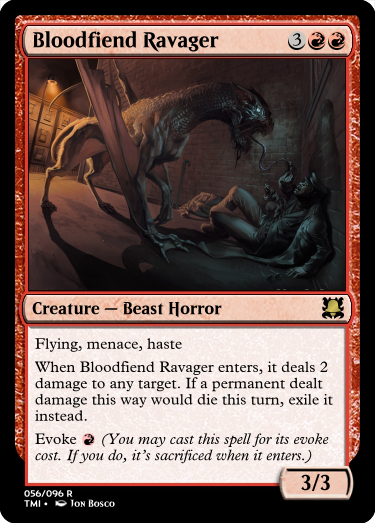 Bloodfiend Ravager 3
Creature — Beast Horror
Flying, menace, haste
When Bloodfiend Ravager enters, it deals 2
damage to any target. If a permanent dealt
damage this way would die this turn, exile it
instead.
Evoke (You may cast this spell for its evoke
cost. If you do, it's sacrificed when it enters.)
3/3
056/096 R
TMI • Jon Bosco